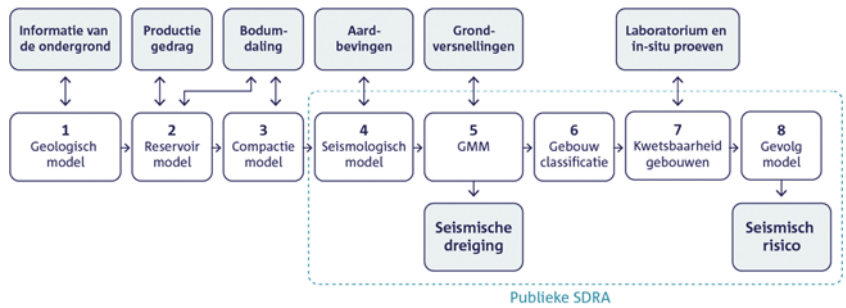 Informatie van
de ondergrond
Productie
gedrag
Bodum-
daling
Aard-
bevingen
Grond-
versnellingen
Laboratorium en
in-situ proeven
1
Geologisch
model
2
Reservoir
model
3
Compactie
model
4
Seismologisch
model
5
GMM
6
Gebouw
classificatie
7
Kwetsbaarheid
gebouwen
8
Gevolg
model
Seismische
dreiging
Seismisch
risico
Publieke SDRA